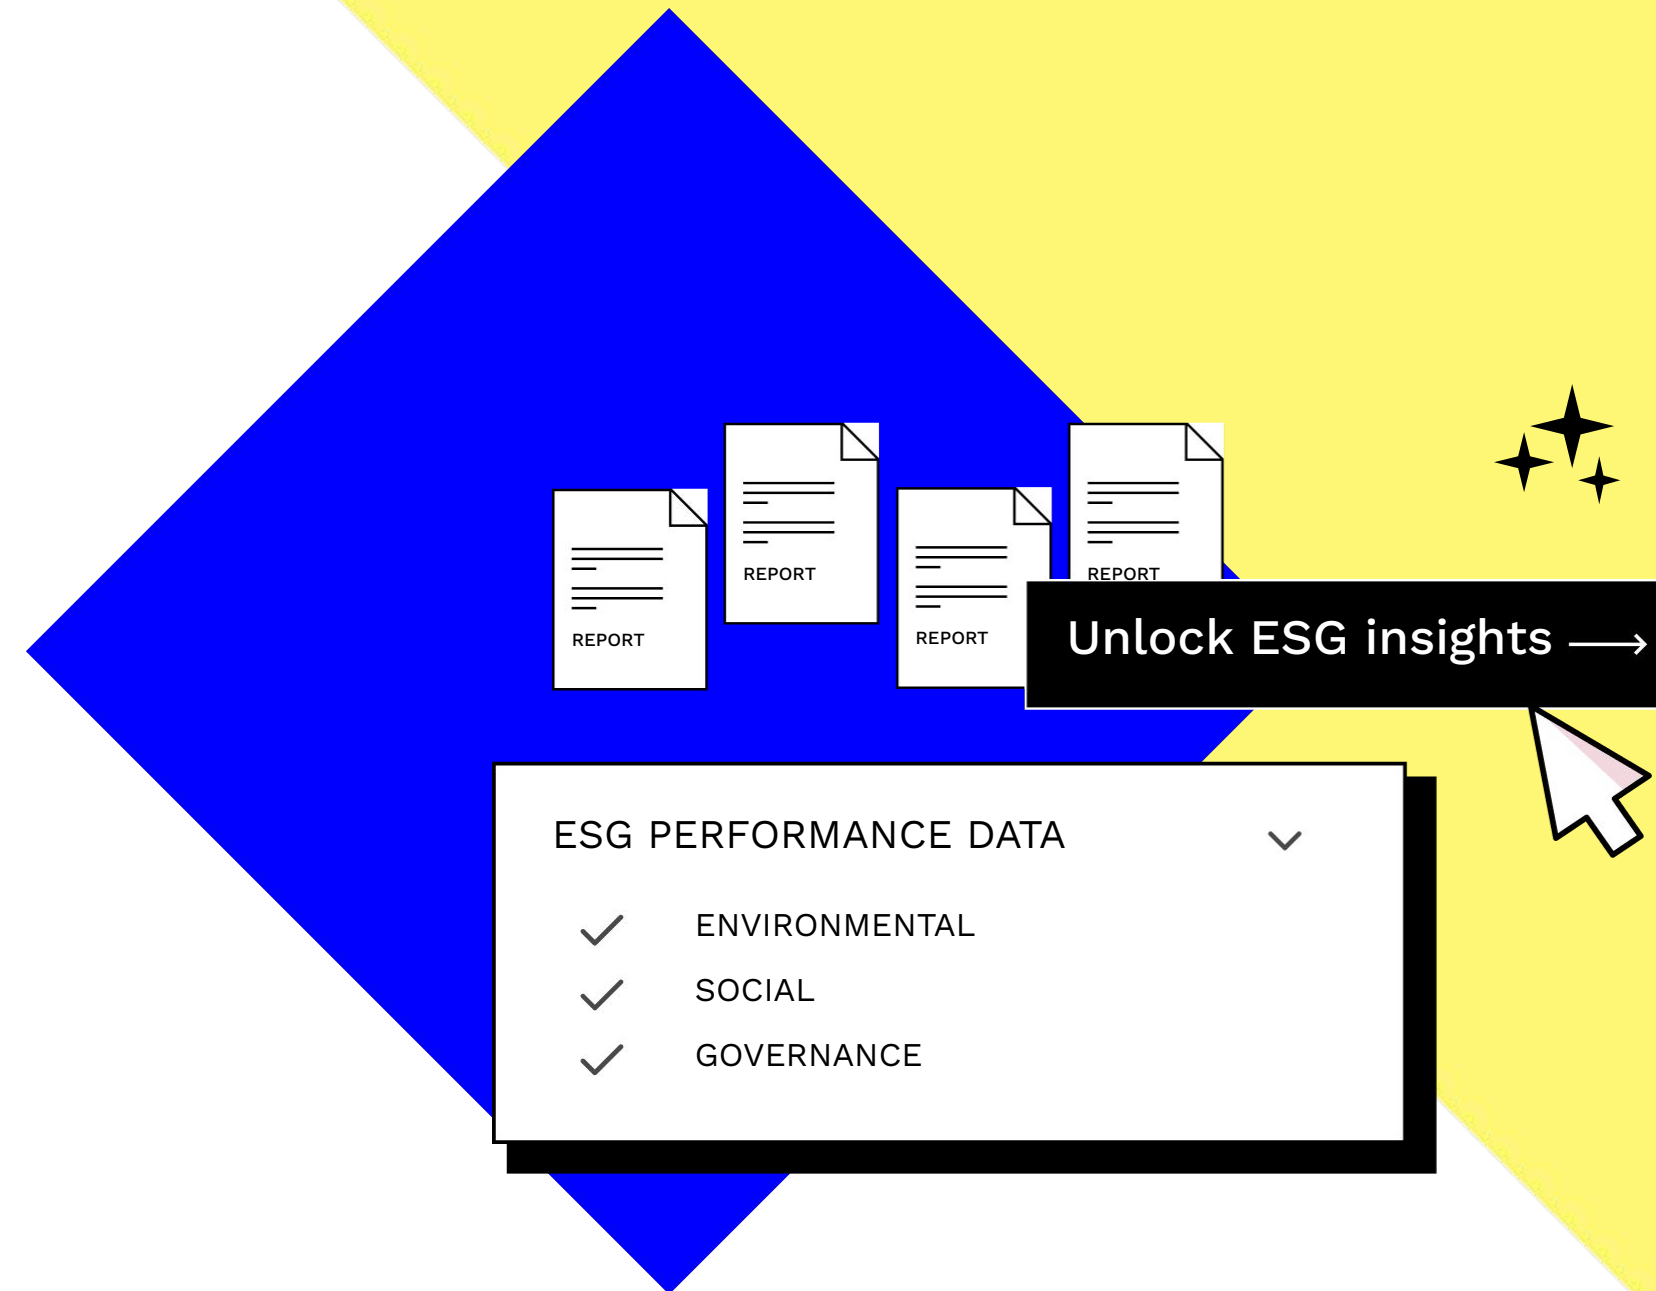 REPORT
REPORT
REPORT
REPORT
Unlock ESG insights
ESG PERFORMANCE DATA
ENVIRONMENTAL
SOCIAL
GOVERNANCE